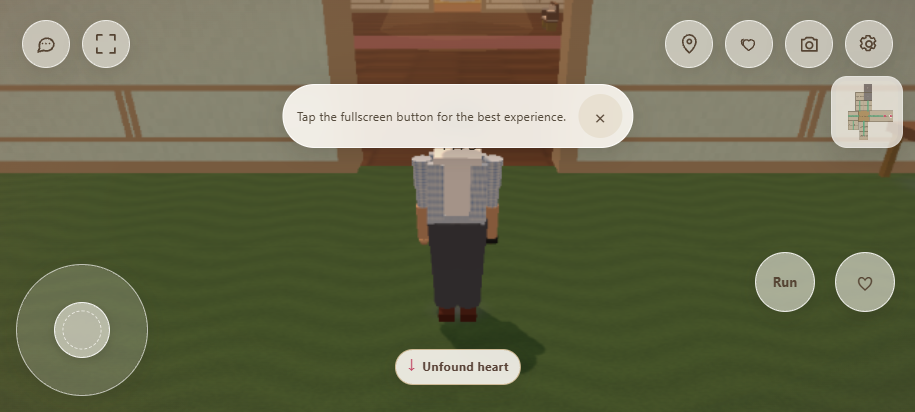 Tap the fullscreen button for the best experience.
Run
Unfound heart